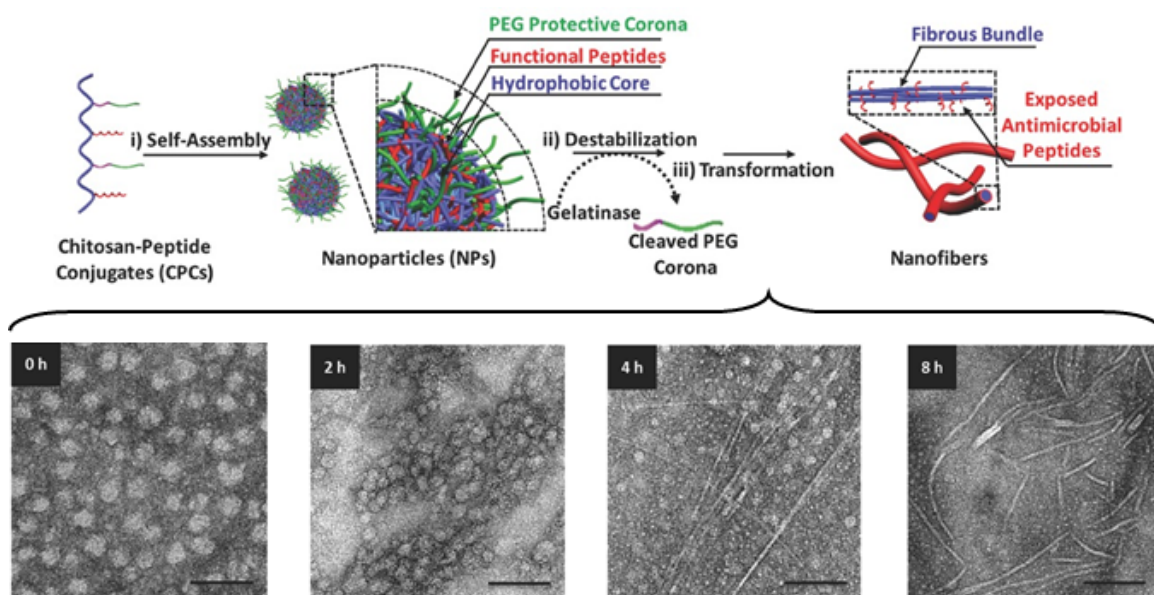 PEG Protective Corona
Functional Peptides
Hydrophobic Core
Fibrous Bundle
Exposed
Antimicrobial
Peptides
i) Self-Assembly
ii) Destabilization
iii) Transformation
Gelatinase
Cleaved PEG
Corona
Chitosan-Peptide
Conjugates (CPCs)
Nanoparticles (NPs)
Nanofibers
0 h
2 h
4 h
8 h